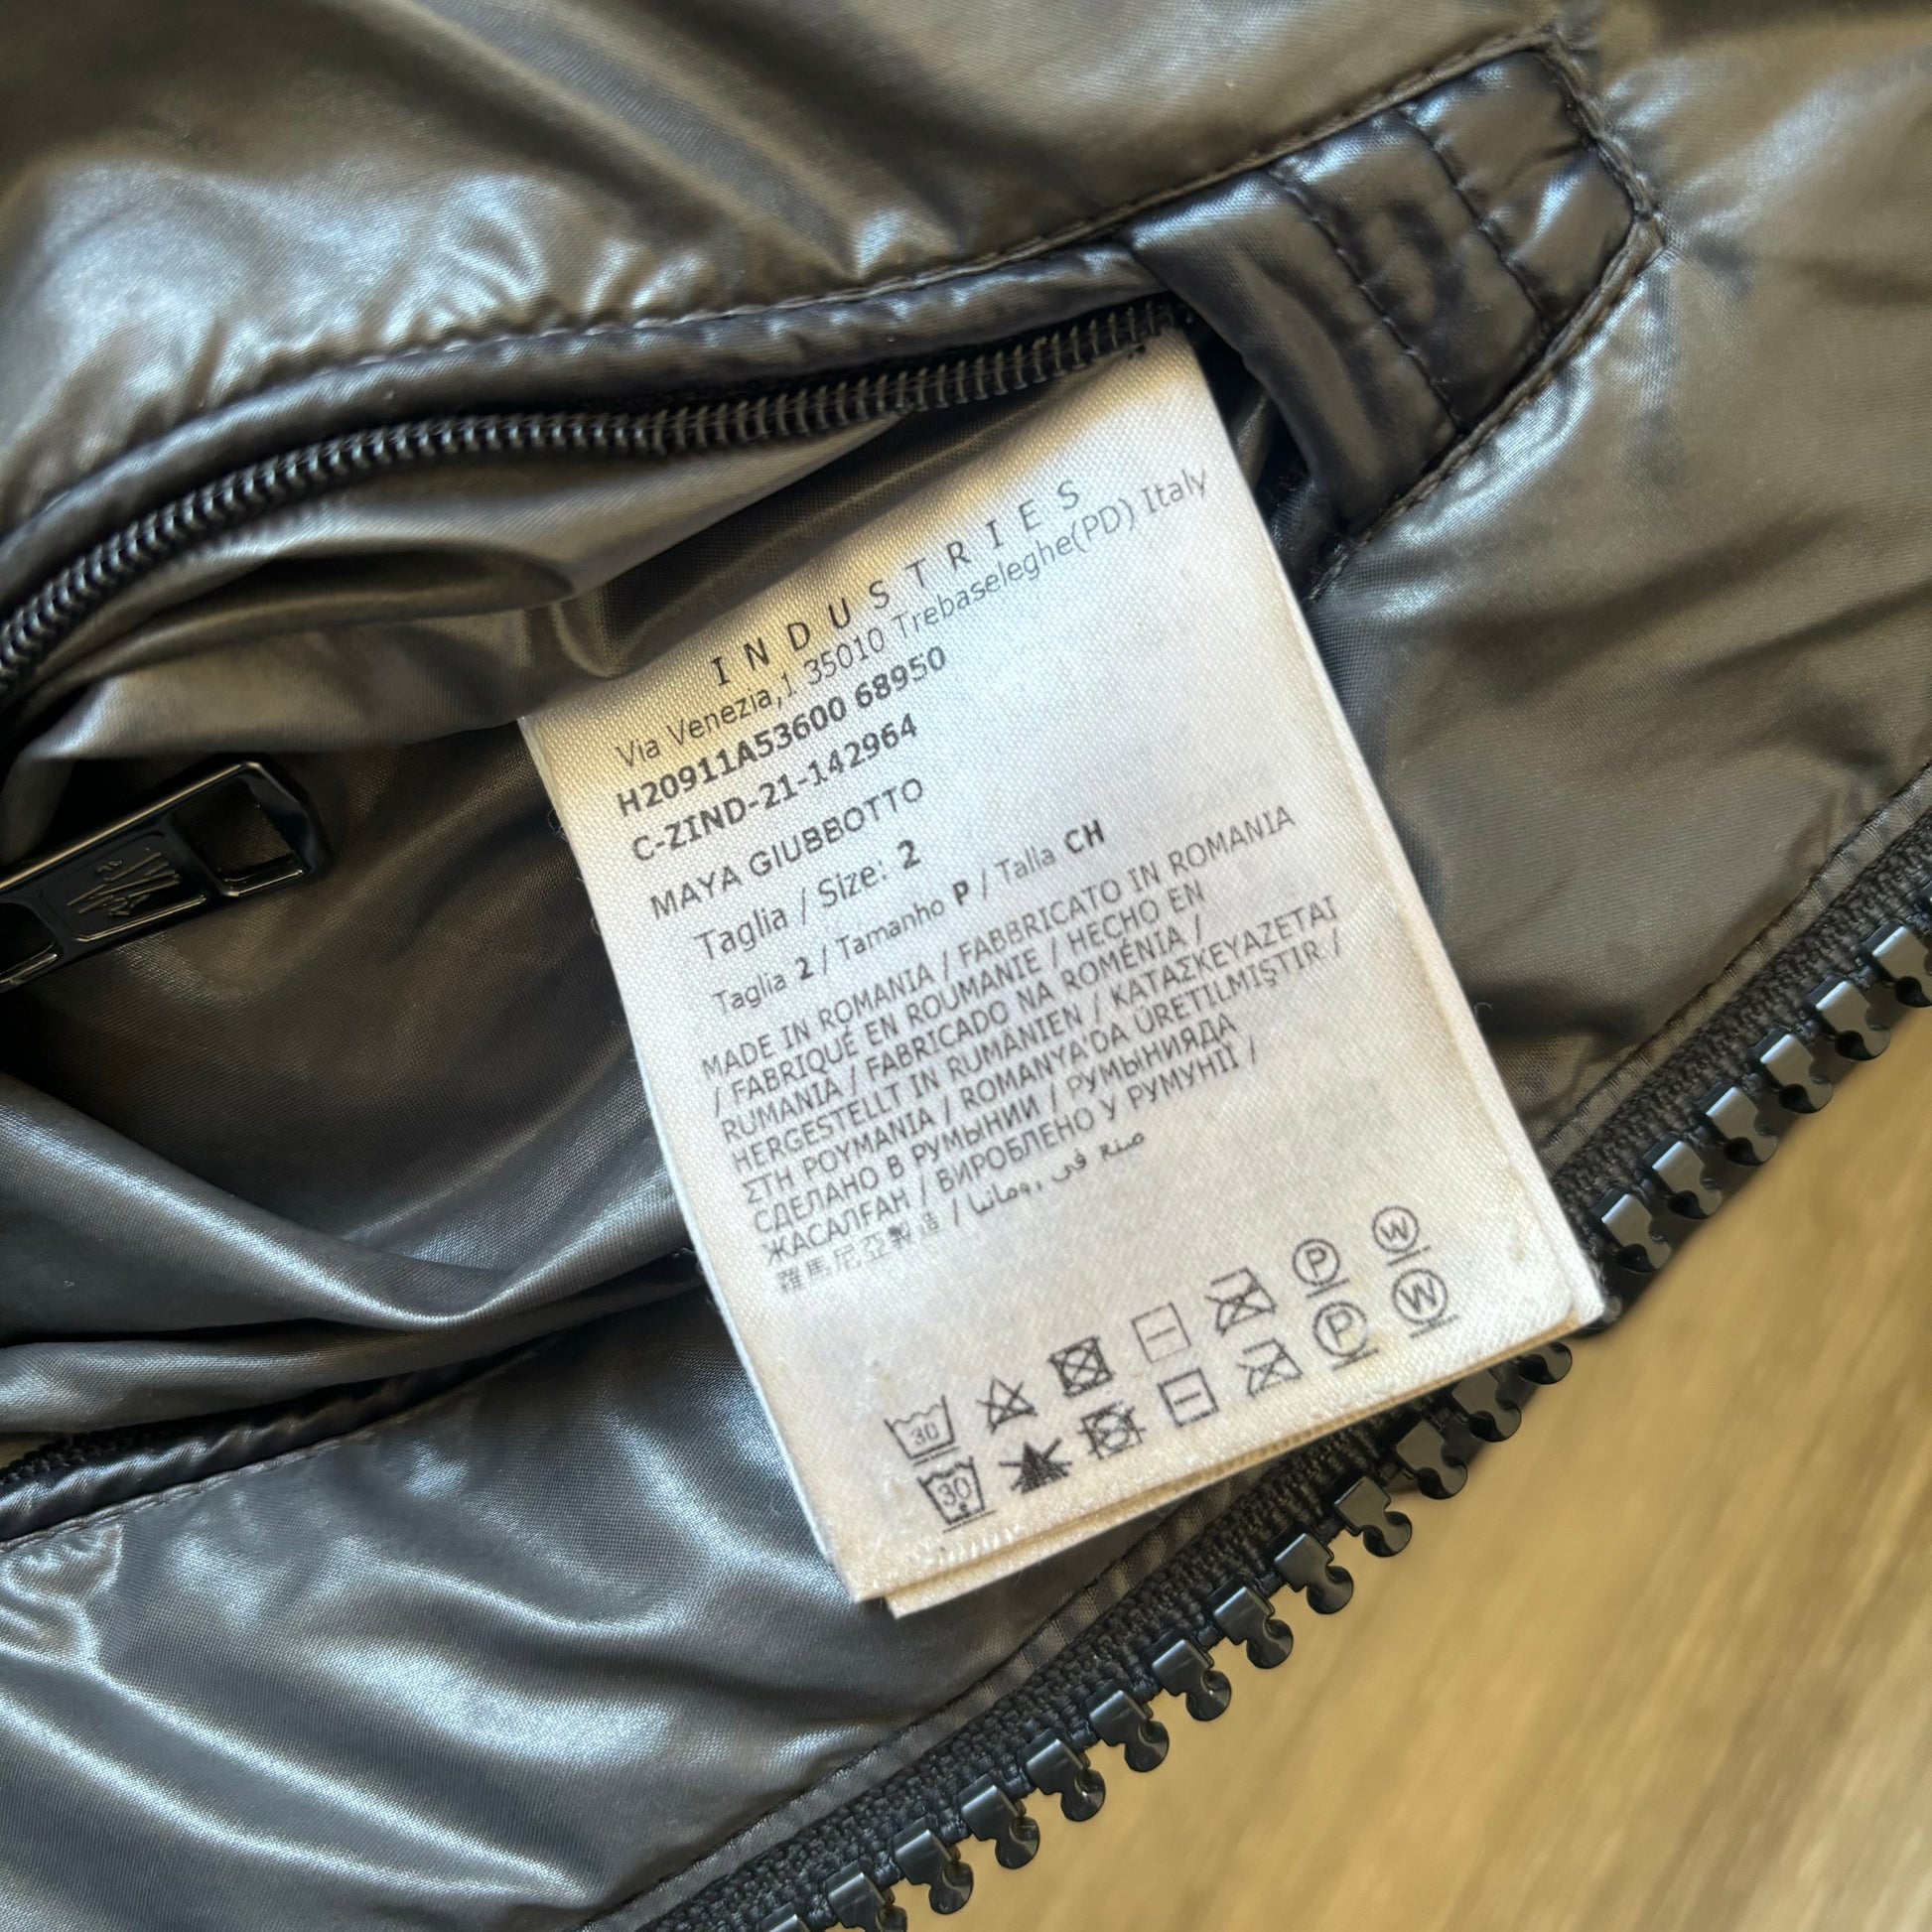 INDUSTRIES
Via Venezia,1 35010 Trebaseleghe(PD) Italy
H20911A53600 68950
C-ZIND-21-142964
MAYA GIUBBOTTO
Taglia / Size: 2
Taglia 2 / Tamanho P / Talla CH
MADE IN ROMANIA / FABBRICATO IN ROMANIA
/ FABRIQUÉ EN ROUMANIE / HECHO EN
RUMANIA / FABRICADO NA ROMÉNIA /
HERGESTELLT IN RUMÄNIEN / ΚΑΤΑΣΚΕΥΑΖΕΤΑΙ
ΣΤΗ ΡΟΥΜΑΝΙΑ / ROMANYA'DA ÜRETILMIŞTIR /
СДЕЛАНО В РУМЫНИИ / РУМЫНИЯДА
ЖАСАЛҒАН / ВИРОБЛЕНО У РУМУНІЇ /
羅馬尼亞製造 / صنع في رومانيا
P W
30
P W
30